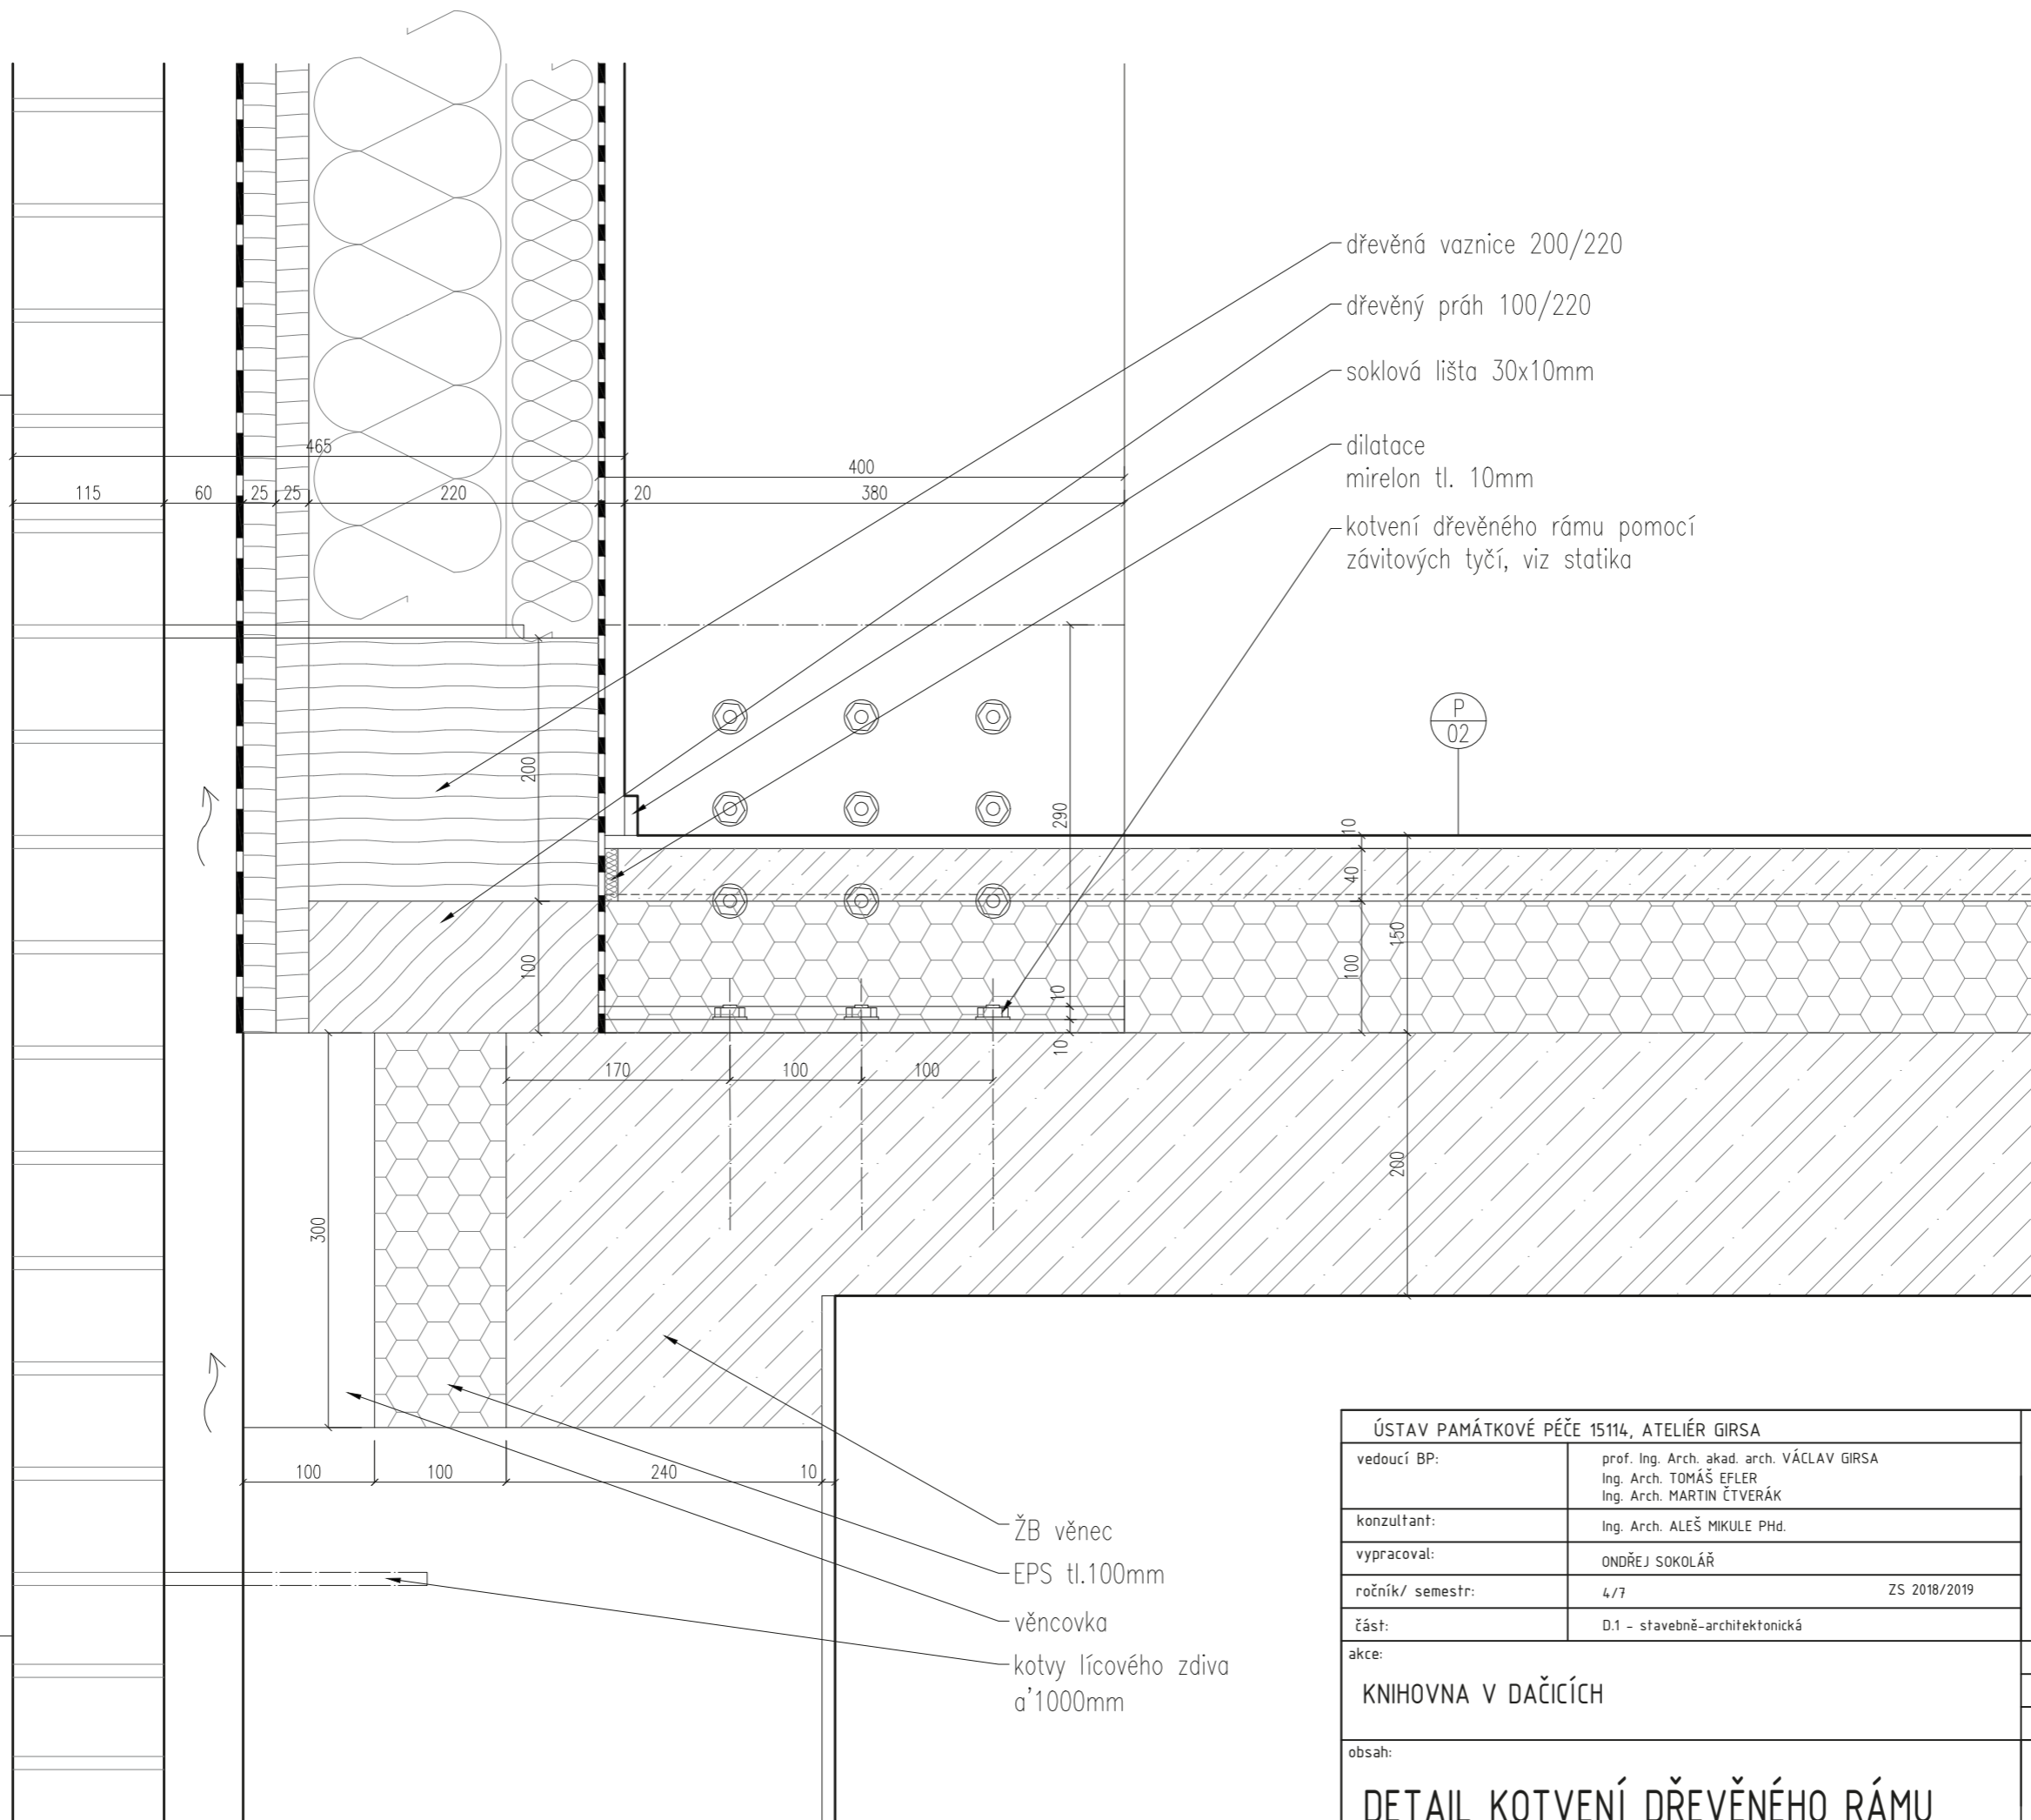 dřevěná vaznice 200/220
dřevěný práh 100/220
soklová lišta 30x10mm
dilatace
mirelon tl. 10mm
kotvení dřevěného rámu pomocí
závitových tyčí, viz statika
465
400
115
60
25
25
220
20
380
P
02
200
290
10
40
150
100
100
10
10
170
100
100
200
300
100
100
240
10
ŽB věnec
EPS tl.100mm
věncovka
kotvy lícového zdiva
a'1000mm
ÚSTAV PAMÁTKOVÉ PÉČE 15114, ATELIÉR GIRSA
vedoucí BP: prof. Ing. Arch. akad. arch. VÁCLAV GIRSA
Ing. Arch. TOMÁŠ EFLER
Ing. Arch. MARTIN ČTVERÁK
konzultant: Ing. Arch. ALEŠ MIKULE PHd.
vypracoval: ONDŘEJ SOKOLÁŘ
ročník/ semestr: 4/7 ZS 2018/2019
část: D.1 - stavebně-architektonická
akce:
KNIHOVNA V DAČICÍCH
obsah:
DETAIL KOTVENÍ DŘEVĚNÉHO RÁMU